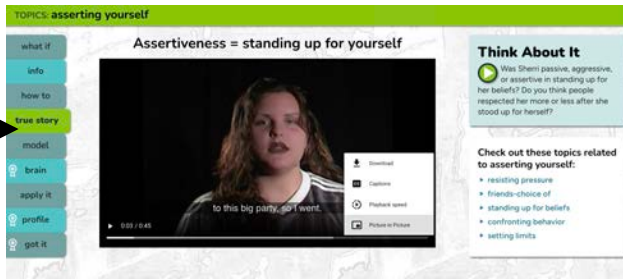 TOPICS: asserting yourself
what if
info
how to
true story
model
brain
apply it
profile
got it
Assertiveness = standing up for yourself
to this big party, so I went.
0:03 / 0:45
Download
Captions
Playback speed
Picture in Picture
Think About It
Was Sherri passive, aggressive,
or assertive in standing up for
her beliefs? Do you think people
respected her more or less after she
stood up for herself?
Check out these topics related
to asserting yourself:
resisting pressure
friends-choice of
standing up for beliefs
confronting behavior
setting limits